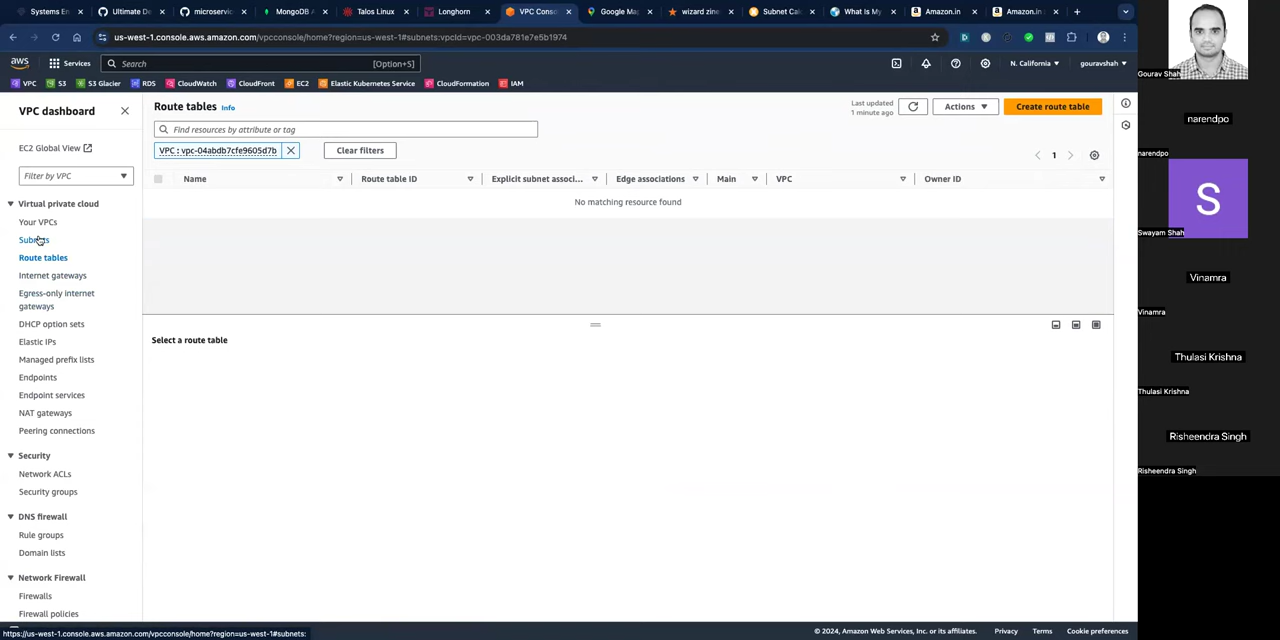 Systems En
Ultimate De
microservic
MongoDB A
Talos Linux
Longhorn
VPC Conso
Google Map
wizard zine
Subnet Calc
What Is My
Amazon.in
Amazon.in :
us-west-1.console.aws.amazon.com/vpcconsole/home?region=us-west-1#subnets:vpcId=vpc-003da781e7e5b1974
aws
Services
Search
[Option+S]
N. California
gouravshah
VPC
S3
S3 Glacier
RDS
CloudWatch
CloudFront
EC2
Elastic Kubernetes Service
CloudFormation
IAM
VPC dashboard
EC2 Global View
Filter by VPC
Virtual private cloud
Your VPCs
Subnets
Route tables
Internet gateways
Egress-only internet
gateways
DHCP option sets
Elastic IPs
Managed prefix lists
Endpoints
Endpoint services
NAT gateways
Peering connections
Security
Network ACLs
Security groups
DNS firewall
Rule groups
Domain lists
Network Firewall
Firewalls
Firewall policies
https://us-west-1.console.aws.amazon.com/vpcconsole/home?region=us-west-1#subnets:
Route tables
Info
Last updated
1 minute ago
Actions
Create route table
Find resources by attribute or tag
VPC : vpc-04abdb7cfe9605d7b
Clear filters
1
Name
Route table ID
Explicit subnet associ...
Edge associations
Main
VPC
Owner ID
No matching resource found
Select a route table
© 2024, Amazon Web Services, Inc. or its affiliates.
Privacy
Terms
Cookie preferences
Gourav Shah
narendpo
narendpo
S
Swayam Shah
Vinamra
Vinamra
Thulasi Krishna
Thulasi Krishna
Risheendra Singh
Risheendra Singh